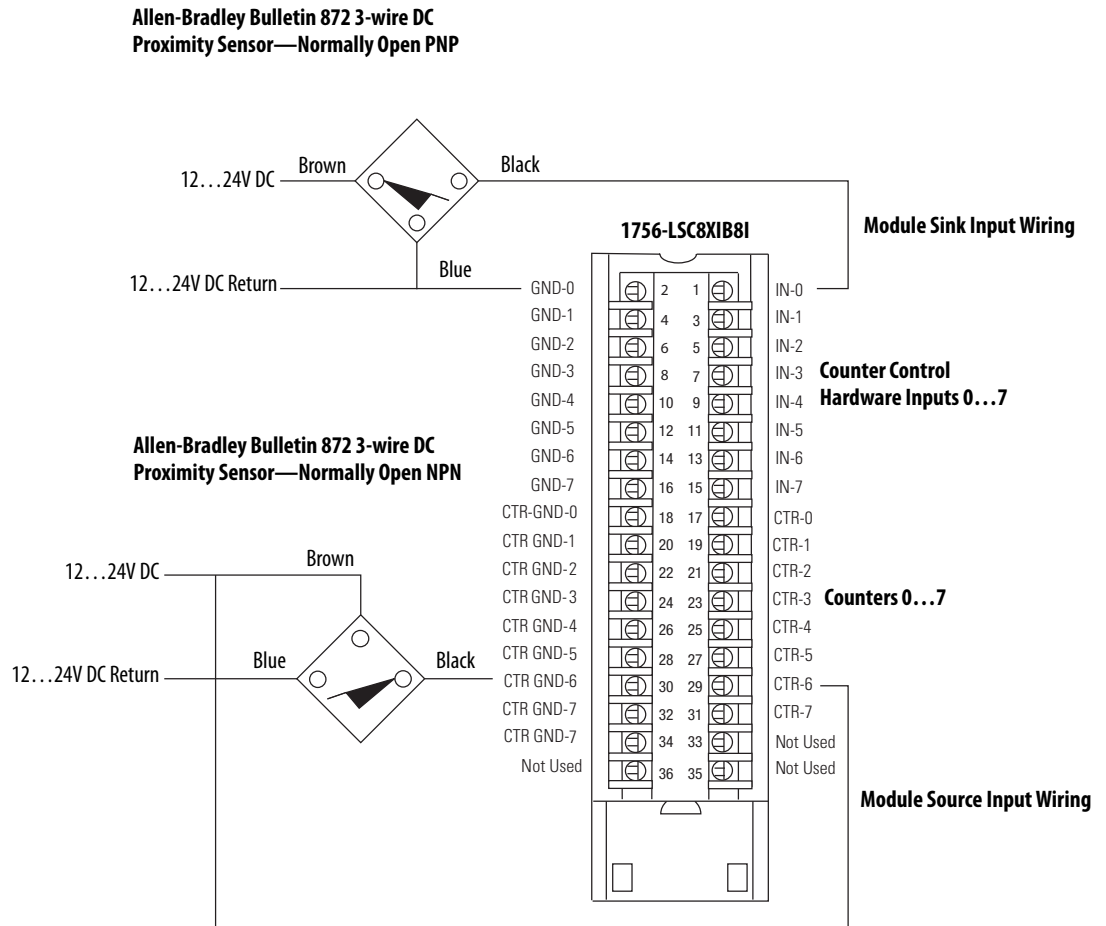 Allen-Bradley Bulletin 872 3-wire DC
Proximity Sensor—Normally Open PNP
12...24V DC
Brown
Black
12...24V DC Return
Blue
1756-LSC8XIB8I
Module Sink Input Wiring
GND-0 2 1 IN-0
GND-1 4 3 IN-1
GND-2 6 5 IN-2
GND-3 8 7 IN-3
GND-4 10 9 IN-4
GND-5 12 11 IN-5
GND-6 14 13 IN-6
GND-7 16 15 IN-7
Counter Control
Hardware Inputs 0...7
Allen-Bradley Bulletin 872 3-wire DC
Proximity Sensor—Normally Open NPN
CTR-GND-0 18 17 CTR-0
CTR GND-1 20 19 CTR-1
CTR GND-2 22 21 CTR-2
CTR GND-3 24 23 CTR-3
CTR GND-4 26 25 CTR-4
CTR GND-5 28 27 CTR-5
CTR GND-6 30 29 CTR-6
CTR GND-7 32 31 CTR-7
CTR GND-7 34 33 Not Used
Not Used 36 35 Not Used
Counters 0...7
12...24V DC
Brown
12...24V DC Return
Blue
Black
Module Source Input Wiring